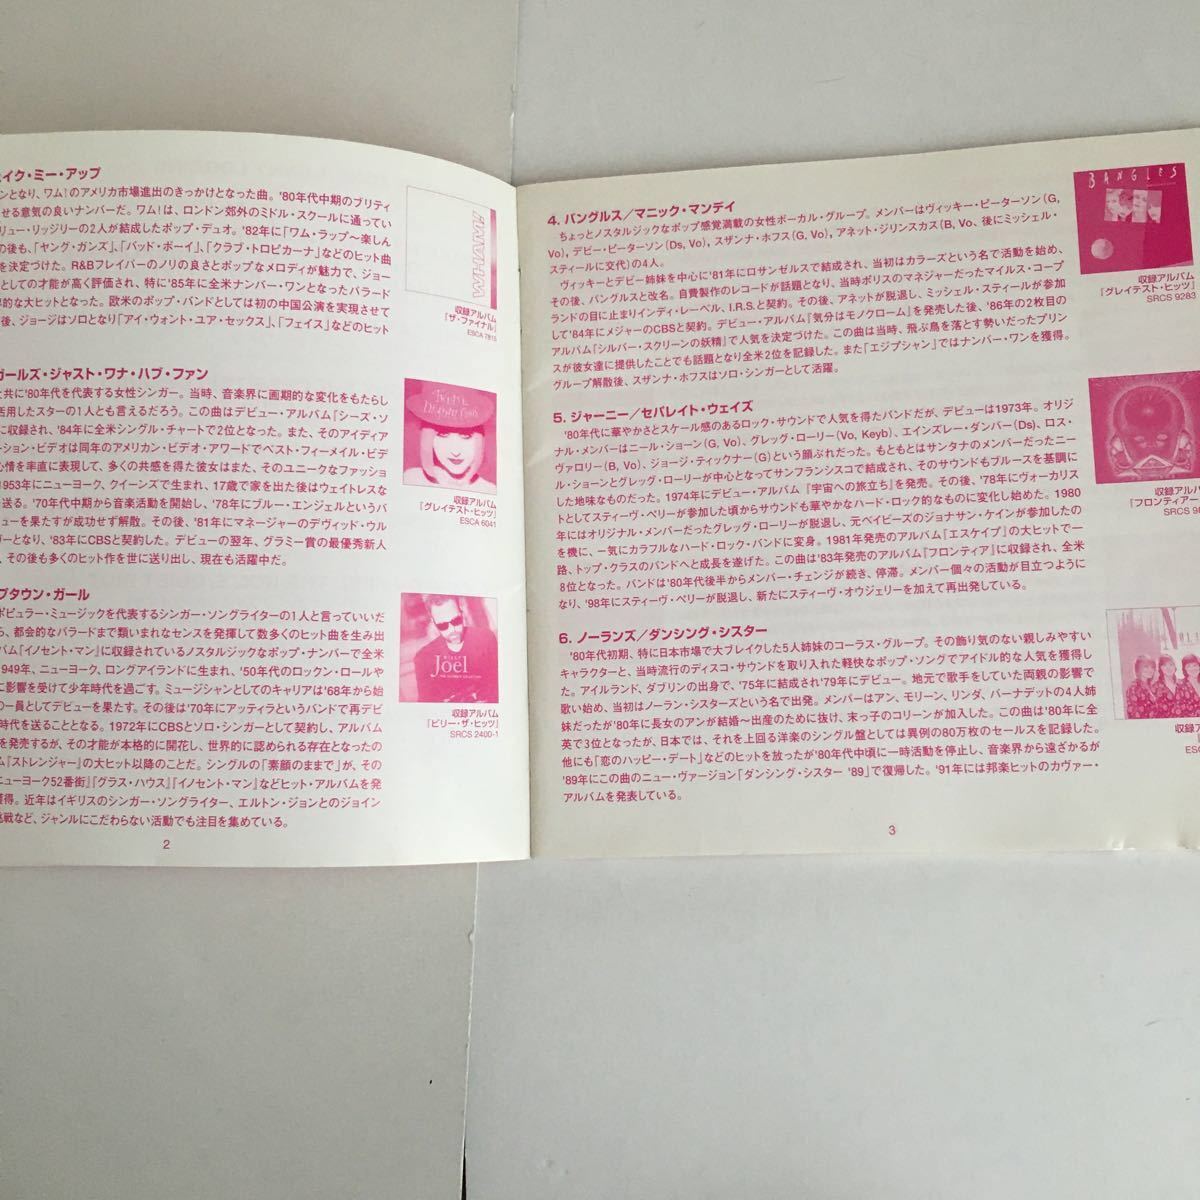 ェイク・ミー・アップ
ンとなり、ワム!のアメリカ市場進出のきっかけとなった曲。'80年代中期のブリティ
せる意気の良いナンバーだ。ワム!は、ロンドン郊外のミドル・スクールに通ってい
リュー・リッジリーの2人が結成したポップ・デュオ。'82年に「ワム・ラップ〜楽しん
の後も、「ヤング・ガンズ」、「バッド・ボーイ」、「クラブ・トロピカーナ」などのヒット曲
を決定づけた。R&Bフレイバーのノリの良さとポップなメロディが魅力で、ジョー
としての才能が高く評価され、特に'85年に全米ナンバー・ワンとなったバラード
的な大ヒットとなった。欧米のポップ・バンドとしては初の中国公演を実現させて
後、ジョージはソロとなり「アイ・ウォント・ユア・セックス」、「フェイス」などのヒット
WHAM!
収録アルバム
『ザ・ファイナル』
ESCA 7815
ガールズ・ジャスト・ワナ・ハブ・ファン
と共に'80年代を代表する女性シンガー。当時、音楽界に画期的な変化をもたらし
活用したスターの1人とも言えるだろう。この曲はデビュー・アルバム『シーズ・ソ
に収録され、'84年に全米シングル・チャートで2位となった。また、そのアイディア
ーション・ビデオは同年のアメリカン・ビデオ・アワードでベスト・フィーメイル・ビデ
心情を率直に表現して、多くの共感を得た彼女はまた、そのユニークなファッショ
1953年にニューヨーク、クイーンズで生まれ、17歳で家を出た後はウェイトレスな
送る。'70年代中期から音楽活動を開始し、'78年にブルー・エンジェルというバ
ューを果たすが成功せず解散。その後、'81年にマネージャーのデヴィッド・ウル
ガーとなり、'83年にCBSと契約した。デビューの翌年、グラミー賞の最優秀新人
、その後も多くのヒット作を世に送り出し、現在も活躍中だ。
収録アルバム
『グレイテスト・ヒッツ』
ESCA 6041
プタウン・ガール
ポピュラー・ミュージックを代表するシンガー・ソングライターの1人と言っていいだ
ら、都会的なバラードまで類いまれなセンスを発揮して数多くのヒット曲を生み出
バム『イノセント・マン』に収録されているノスタルジックなポップ・ナンバーで全米
949年、ニューヨーク、ロングアイランドに生まれ、'50年代のロックン・ロールや
に影響を受けて少年時代を過ごす。ミュージシャンとしてのキャリアは'68年から始
の一員としてデビューを果たす。その後は'70年にアッティラというバンドで再デビ
時代を送ることとなる。1972年にCBSとソロ・シンガーとして契約し、アルバム
を発売するが、その才能が本格的に開花し、世界的に認められる存在となったの
ム『ストレンジャー』の大ヒット以降のことだ。シングルの「素顔のままで」が、その
ニューヨーク52番街』『グラス・ハウス』『イノセント・マン』などヒット・アルバムを発
獲得。近年はイギリスのシンガー・ソングライター、エルトン・ジョンとのジョイン
挑戦など、ジャンルにこだわらない活動でも注目を集めている。
BILLY
Joel
THE ULTIMATE COLLECTION
収録アルバム
『ビリー・ザ・ヒッツ』
SRCS 2400-1
2
4. バングルス/マニック・マンデイ
ちょっとノスタルジックなポップ感覚満載の女性ボーカル・グループ。メンバーはヴィッキー・ピーターソン(G,
Vo)、デビー・ピーターソン(Ds, Vo)、スザンナ・ホフス(G, Vo)、アネット・ジリンスカス(B, Vo、後にミッシェル・
スティールに交代)の4人。
ヴィッキーとデビー姉妹を中心に'81年にロサンゼルスで結成され、当初はカラーズという名で活動を始め、
その後、バングルスと改名。自費製作のレコードが話題となり、当時ポリスのマネジャーだったマイルス・コープ
ランドの目に止まりインディ・レーベル、I.R.S.と契約。その後、アネットが脱退し、ミッシェル・スティールが参加
して'84年にメジャーのCBSと契約。デビュー・アルバム『気分はモノクローム』を発売した後、'86年の2枚目の
アルバム『シルバー・スクリーンの妖精』で人気を決定づけた。この曲は当時、飛ぶ鳥を落とす勢いだったプリン
スが彼女達に提供したことでも話題となり全米2位を記録した。また「エジプシャン」ではナンバー・ワンを獲得。
グループ解散後、スザンナ・ホフスはソロ・シンガーとして活躍。
BANGLES
収録アルバム
『グレイテスト・ヒッツ』
SRCS 9283
5. ジャーニー/セパレイト・ウェイズ
'80年代に華やかさとスケール感のあるロック・サウンドで人気を得たバンドだが、デビューは1973年。オリジ
ナル・メンバーはニール・ショーン(G, Vo)、グレッグ・ローリー(Vo, Keyb)、エインズレー・ダンバー(Ds)、ロス・
ヴァロリー(B, Vo)、ジョージ・ティックナー(G)という顔ぶれだった。もともとはサンタナのメンバーだったニー
ル・ショーンとグレッグ・ローリーが中心となってサンフランシスコで結成され、そのサウンドもブルースを基調に
した地味なものだった。1974年にデビュー・アルバム『宇宙への旅立ち』を発売。その後、'78年にヴォーカリス
トとしてスティーヴ・ペリーが参加した頃からサウンドも華やかなハード・ロック的なものに変化し始めた。1980
年にはオリジナル・メンバーだったグレッグ・ローリーが脱退し、元ベイビーズのジョナサン・ケインが参加したの
を機に、一気にカラフルなハード・ロック・バンドに変身。1981年発売のアルバム『エスケイプ』の大ヒットで一
路、トップ・クラスのバンドへと成長を遂げた。この曲は'83年発売のアルバム『フロンティア』に収録され、全米
8位となった。バンドは'80年代後半からメンバー・チェンジが続き、停滞。メンバー個々の活動が目立つように
なり、'98年にスティーヴ・ペリーが脱退し、新たにスティーヴ・オウジェリーを加えて再出発している。
収録アルバ
『フロンティアー
SRCS 9
6. ノーランズ/ダンシング・シスター
'80年代初期、特に日本市場で大ブレイクした5人姉妹のコーラス・グループ。その飾り気のない親しみやすい
キャラクターと、当時流行のディスコ・サウンドを取り入れた軽快なポップ・ソングでアイドル的な人気を獲得し
た。アイルランド、ダブリンの出身で、'75年に結成され'79年にデビュー。地元で歌手をしていた両親の影響で
歌い始め、当初はノーラン・シスターズという名で出発。メンバーはアン、モリーン、リンダ、バーナデットの4人姉
妹だったが'80年に長女のアンが結婚〜出産のために抜け、末っ子のコリーンが加入した。この曲は'80年に全
英で3位となったが、日本では、それを上回る洋楽のシングル盤としては異例の80万枚のセールスを記録した。
他にも「恋のハッピー・デート」などのヒットを放ったが'80年代中頃に一時活動を停止し、音楽界から遠ざかるが
'89年にこの曲のニュー・ヴァージョン「ダンシング・シスター '89」で復帰した。'91年には邦楽ヒットのカヴァー・
アルバムを発表している。
収録ア
3